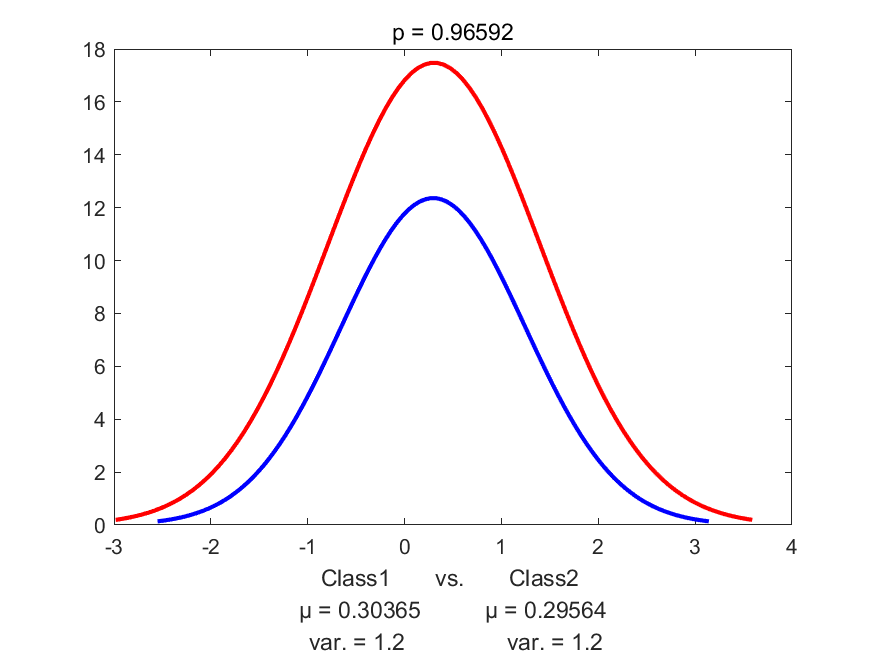 p = 0.96592
18
16
14
12
10
8
6
4
2
0
-3 -2 -1 0 1 2 3 4
Class1 vs. Class2
μ = 0.30365 μ = 0.29564
var. = 1.2 var. = 1.2